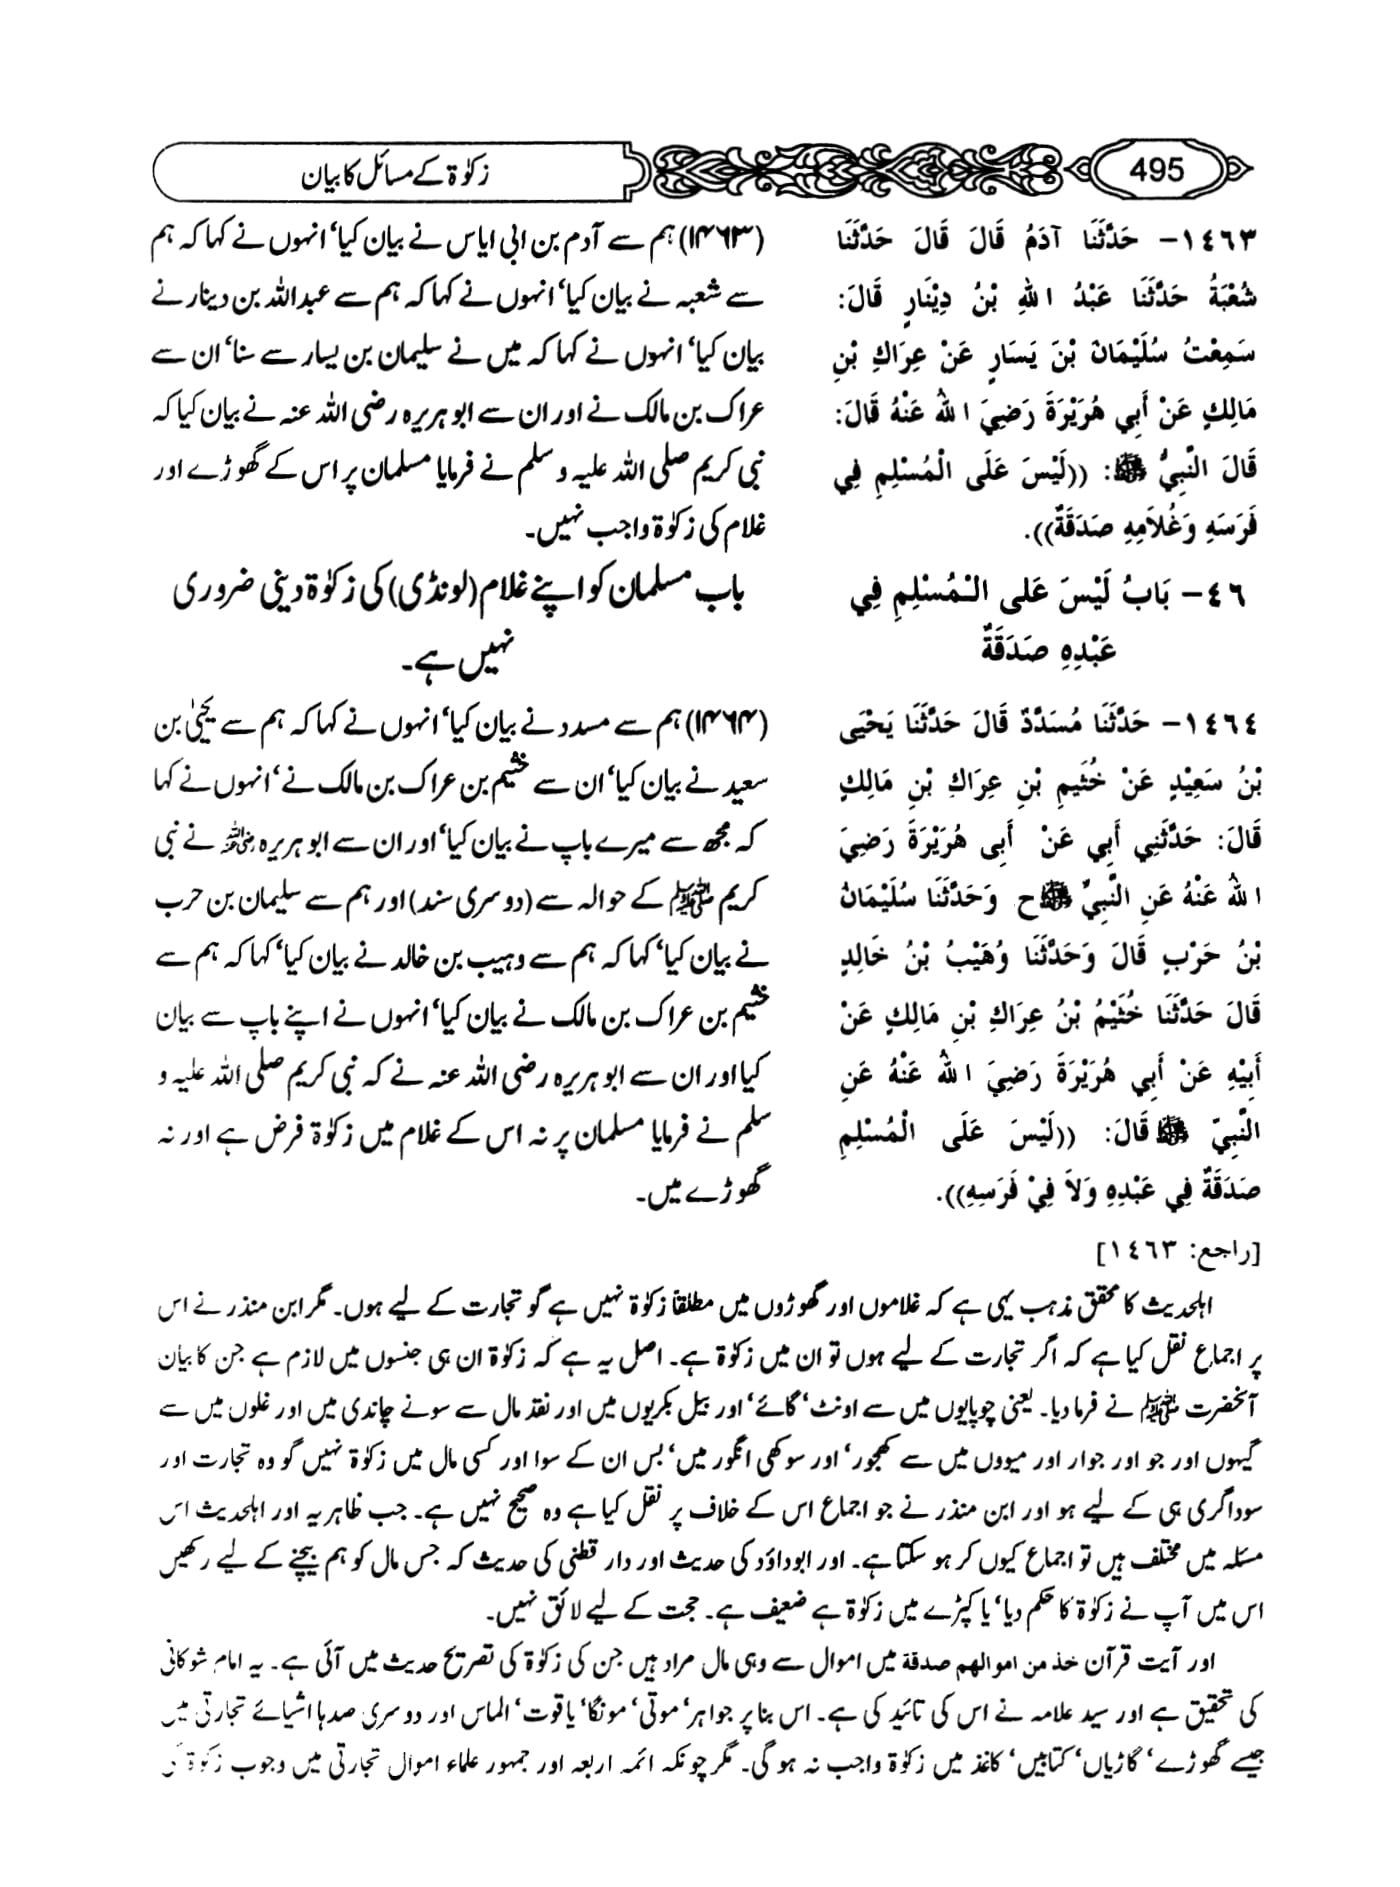 495
زکوٰۃ کے مسائل کا بیان
١٤٦٣- حَدَّثَنَا آدَمُ قَالَ قَالَ حَدَّثَنَا
شُعْبَةُ حَدَّثَنَا عَبْدُ اللهِ بْنُ دِيْنَارٍ قَالَ:
سَمِعْتُ سُلَيْمَانَ بْنَ يَسَارٍ عَنْ عِرَاكِ بْنِ
مَالِكٍ عَنْ أَبِي هُرَيْرَةَ رَضِيَ اللهُ عَنْهُ قَالَ:
قَالَ النَّبِيُّ ﷺ: ((لَيْسَ عَلَى الْمُسْلِمِ فِي
فَرَسَهِ وَغُلاَمِهِ صَدَقَةٌ)).
(۱۴۶۳) ہم سے آدم بن ابی ایاس نے بیان کیا‘ انہوں نے کہا کہ ہم
سے شعبہ نے بیان کیا‘ انہوں نے کہا کہ ہم سے عبداللہ بن دینار نے
بیان کیا‘ انہوں نے کہا کہ میں نے سلیمان بن یسار سے سنا‘ ان سے
عراک بن مالک نے اور ان سے ابو ہریرہ رضی اللہ عنہ نے بیان کیا کہ
نبی کریم صلی اللہ علیہ و سلم نے فرمایا مسلمان پر اس کے گھوڑے اور
غلام کی زکوٰۃ واجب نہیں۔
٤٦- بَابُ لَيْسَ عَلى الْمُسْلِمِ فِي
عَبْدِهِ صَدَقَةٌ
باب مسلمان کو اپنے غلام (لونڈی) کی زکوٰۃ دینی ضروری
نہیں ہے۔
١٤٦٤- حَدَّثَنَا مُسَدَّدٌ قَالَ حَدَّثَنَا يَحْيَى
بْنُ سَعِيْدٍ عَنْ خُثَيمِ بْنِ عِرَاكِ بْنِ مَالِكٍ
قَالَ: حَدَّثَنِي أَبِي عَنْ أَبِى هُرَيْرَةَ رَضِيَ
اللهُ عَنْهُ عَنِ النَّبِيِّ ﷺ ح وَحَدَّثَنَا سُلَيْمَانُ
بْنُ حَرْبٍ قَالَ وَحَدَّثَنَا وُهَيْبُ بْنُ خَالِدٍ
قَالَ حَدَّثَنَا خُثَيْمُ بْنُ عِرَاكِ بْنِ مَالِكٍ عَنْ
أَبِيْهِ عَنْ أَبِي هُرَيْرَةَ رَضِيَ اللهُ عَنْهُ عَنِ
النَّبِيِّ ﷺ قَالَ: ((لَيْسَ عَلَى الْمُسْلِمِ
صَدَقَةٌ فِي عَبْدِهِ وَلاَ فِيْ فَرَسِهِ)).
[راجع: ١٤٦٣]
(۱۴۶۴) ہم سے مسدد نے بیان کیا‘ انہوں نے کہا کہ ہم سے یحییٰ بن
سعید نے بیان کیا‘ ان سے خثیم بن عراک بن مالک نے‘ انہوں نے کہا
کہ مجھ سے میرے باپ نے بیان کیا‘ اور ان سے ابو ہریرہ رضی اللہ عنہ نے نبی
کریم ﷺ کے حوالہ سے (دوسری سند) اور ہم سے سلیمان بن حرب
نے بیان کیا‘ کہا کہ ہم سے وہیب بن خالد نے بیان کیا‘ کہا کہ ہم سے
خثیم بن عراک بن مالک نے بیان کیا‘ انہوں نے اپنے باپ سے بیان
کیا اور ان سے ابو ہریرہ رضی اللہ عنہ نے کہ نبی کریم صلی اللہ علیہ و
سلم نے فرمایا مسلمان پر نہ اس کے غلام میں زکوٰۃ فرض ہے اور نہ
گھوڑے میں۔
اہلحدیث کا محقق مذہب یہی ہے کہ غلاموں اور گھوڑوں میں مطلقاً زکوٰۃ نہیں ہے گو تجارت کے لیے ہوں۔ مگر ابن منذر نے اس
پر اجماع نقل کیا ہے کہ اگر تجارت کے لیے ہوں تو ان میں زکوٰۃ ہے۔ اصل یہ ہے کہ زکوٰۃ ان ہی جنسوں میں لازم ہے جن کا بیان
آنحضرت ﷺ نے فرما دیا۔ یعنی چوپایوں میں سے اونٹ‘ گائے‘ اور بیل بکریوں میں اور نقد مال سے سونے چاندی میں اور غلوں میں سے
گیہوں اور جو اور جوار اور میووں میں سے کھجور‘ اور سوکھی انگور میں‘ بس ان کے سوا اور کسی مال میں زکوٰۃ نہیں گو وہ تجارت اور
سوداگری ہی کے لیے ہو اور ابن منذر نے جو اجماع اس کے خلاف پر نقل کیا ہے وہ صحیح نہیں ہے۔ جب ظاہریہ اور اہلحدیث اس
مسئلہ میں مختلف ہیں تو اجماع کیوں کر ہو سکتا ہے۔ اور ابوداؤد کی حدیث اور دار قطنی کی حدیث کہ جس مال کو ہم بیچنے کے لیے رکھیں
اس میں آپ نے زکوٰۃ کا حکم دیا‘ یا کپڑے میں زکوٰۃ ہے ضعیف ہے۔ حجت کے لیے لائق نہیں۔
اور آیت قرآن خذ من اموالهم صدقة میں اموال سے وہی مال مراد ہیں جن کی زکوٰۃ کی تصریح حدیث میں آئی ہے۔ یہ امام شوکانی
کی تحقیق ہے اور سید علامہ نے اس کی تائید کی ہے۔ اس بنا پر جواہر‘ موتی‘ مونگا‘ یاقوت‘ الماس اور دوسری صدہا اشیائے تجارتی میں
جیسے گھوڑے‘ گاڑیاں‘ کتابیں‘ کاغذ میں زکوٰۃ واجب نہ ہو گی۔ مگر چونکہ ائمہ اربعہ اور جمہور علماء اموال تجارتی میں وجوب زکوٰۃ کے